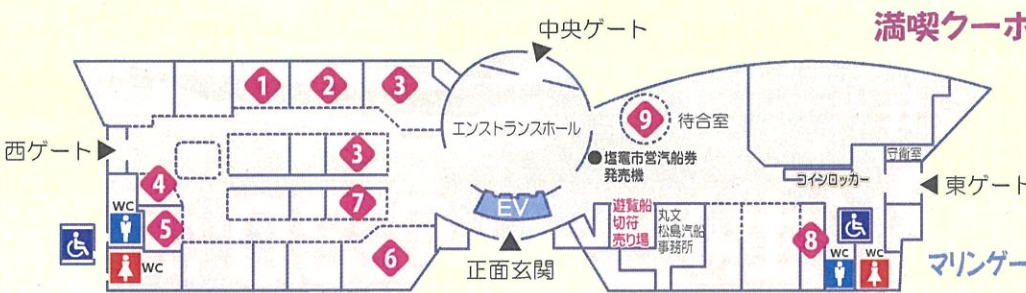 満喫クーポ
中央ゲート
1
2
3
9
待合室
エンストランスホール
西ゲート
3
塩竈市営汽船券
発売機
守衛室
コインロッカー
東ゲート
4
7
WC
EV
遊覧船
切符
売り場
丸文
松島汽船
事務所
5
6
8
WC
WC
WC
正面玄関
マリンゲー